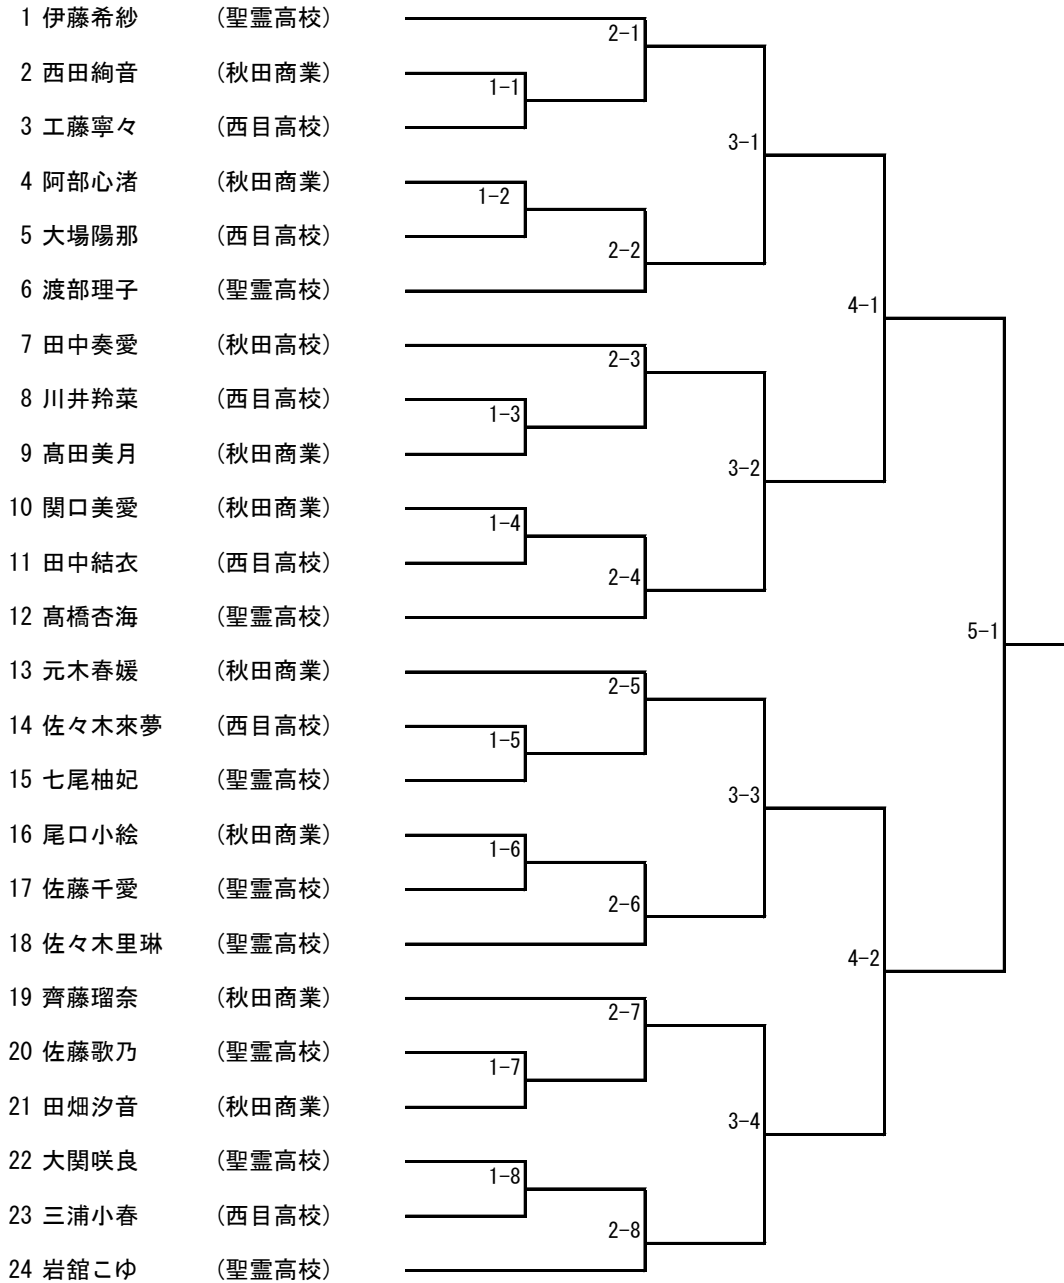 1 伊藤希紗 (聖霊高校)
2-1
2 西田絢音 (秋田商業)
1-1
3 工藤寧々 (西目高校)
3-1
4 阿部心渚 (秋田商業)
1-2
5 大場陽那 (西目高校)
2-2
6 渡部理子 (聖霊高校)
4-1
7 田中奏愛 (秋田高校)
2-3
8 川井羚菜 (西目高校)
1-3
9 髙田美月 (秋田商業)
3-2
10 関口美愛 (秋田商業)
1-4
11 田中結衣 (西目高校)
2-4
12 髙橋杏海 (聖霊高校)
5-1
13 元木春媛 (秋田商業)
2-5
14 佐々木來夢 (西目高校)
1-5
15 七尾柚妃 (聖霊高校)
3-3
16 尾口小絵 (秋田商業)
1-6
17 佐藤千愛 (聖霊高校)
2-6
18 佐々木里琳 (聖霊高校)
4-2
19 齊藤瑠奈 (秋田商業)
2-7
20 佐藤歌乃 (聖霊高校)
1-7
21 田畑汐音 (秋田商業)
3-4
22 大関咲良 (聖霊高校)
1-8
23 三浦小春 (西目高校)
2-8
24 岩舘こゆ (聖霊高校)